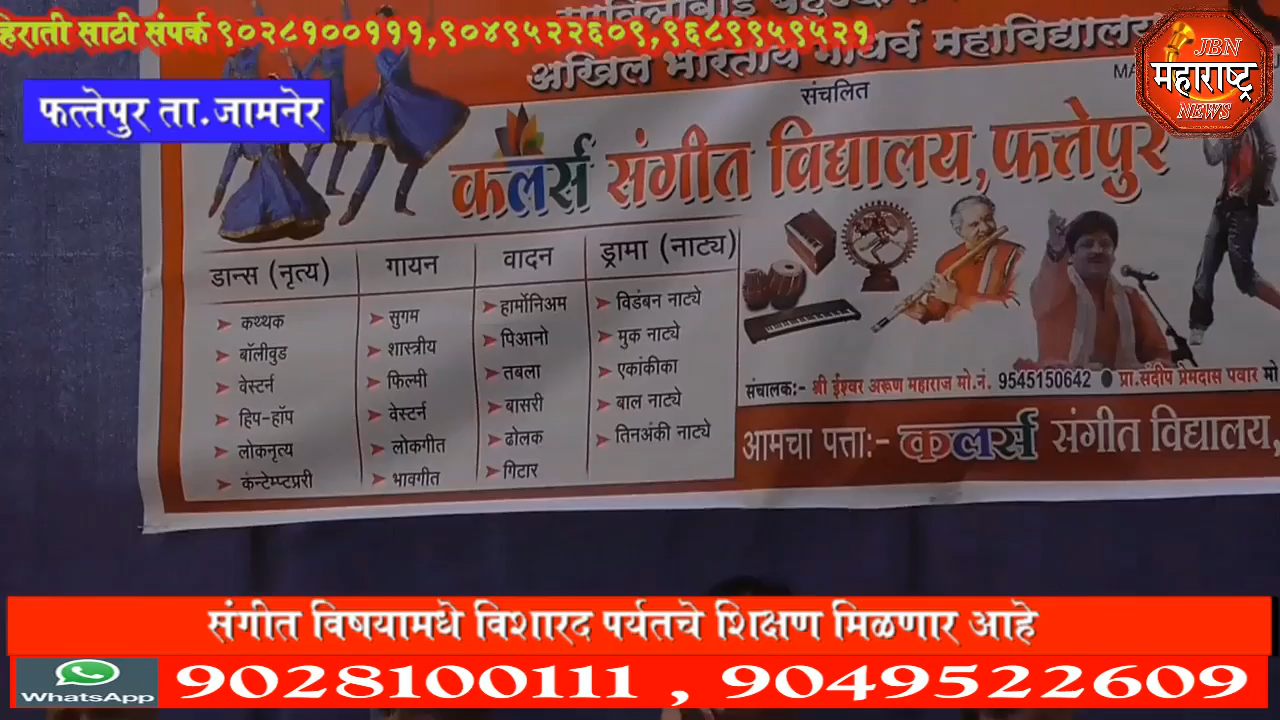 हिराती साठी संपर्क ९०२८१००१११,९०४९५२२६०९,९६८९९५९५२१
JBN
महाराष्ट्र
NEWS
फत्तेपुर ता.जामनेर
अखिल भारतीय महाविद्यालय
संचलित
कलर्स संगीत विद्यालय,फत्तेपुर
डान्स (नृत्य) गायन वादन ड्रामा (नाट्य)
कथ्थक सुगम हार्मोनिअम विडंबन नाट्ये
बॉलीवुड शास्त्रीय पिआनो मुक नाट्ये
वेस्टर्न फिल्मी तबला एकांकीका
हिप-हॉप वेस्टर्न बासरी बाल नाट्ये
लोकनृत्य लोकगीत ढोलक तिनअंकी नाट्ये
कंन्टेम्प्टप्ररी भावगीत गिटार
संचालक:- श्री ईश्वर अरूण महाराज मो.नं. 9545150642 ● प्रा.संदीप प्रेमदास पवार मो
आमचा पत्ता:- कलर्स संगीत विद्यालय,
संगीत विषयामधे विशारद पर्यतचे शिक्षण मिळणार आहे
WhatsApp 9028100111 , 9049522609